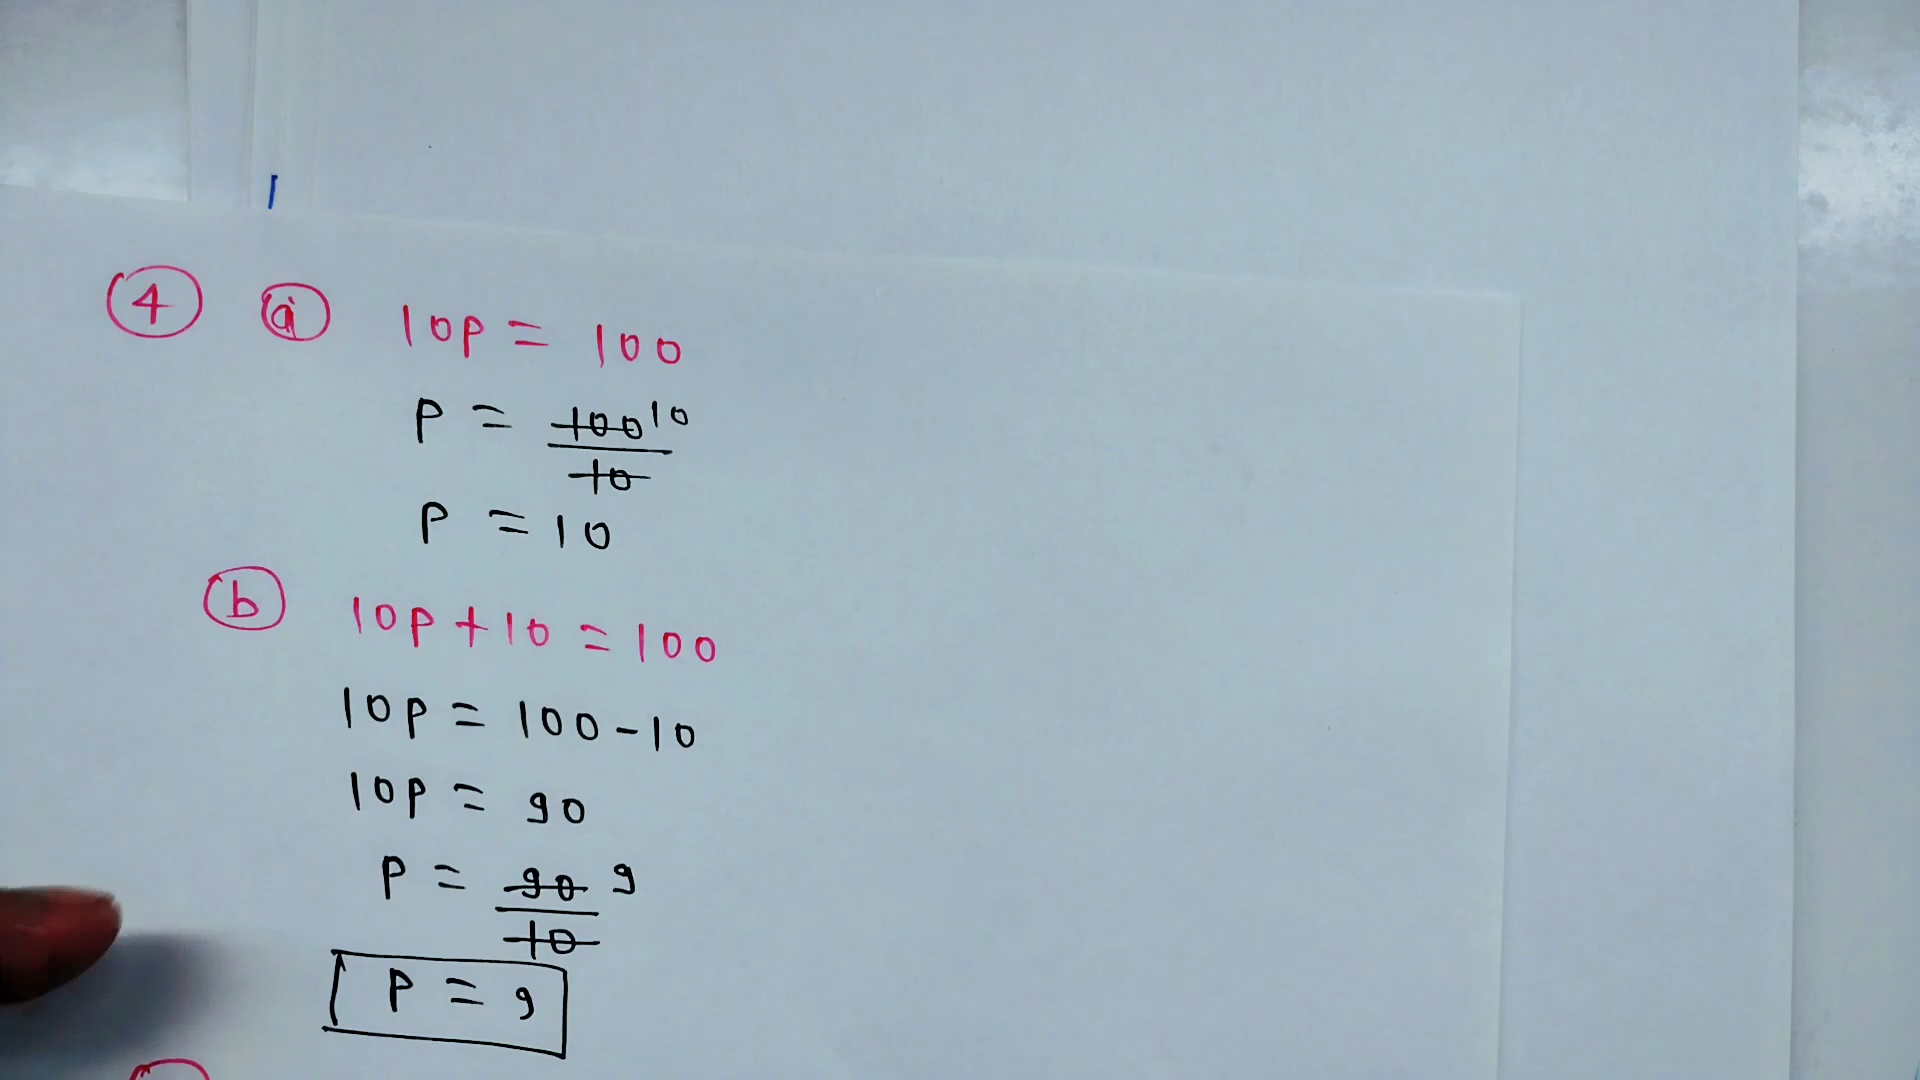 4 a 10p = 100
p = 100 10
10
p = 10
b 10p + 10 = 100
10p = 100 - 10
10p = 90
p = 90 9
10
p = 9